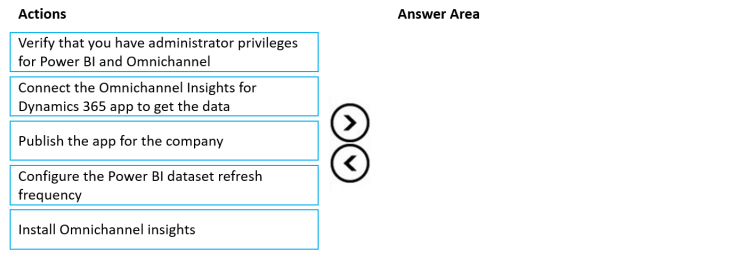 Actions
Answer Area
Verify that you have administrator privileges
for Power BI and Omnichannel
Connect the Omnichannel Insights for
Dynamics 365 app to get the data
Publish the app for the company
Configure the Power BI dataset refresh
frequency
Install Omnichannel insights